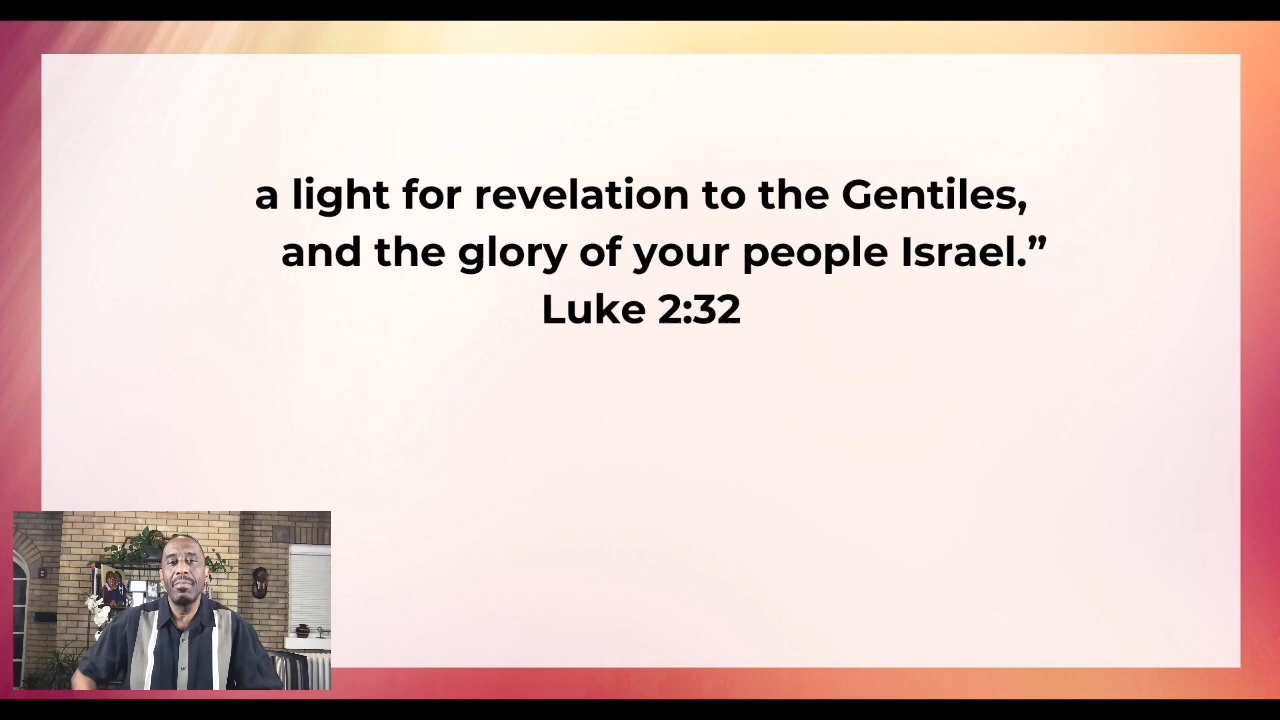 a light for revelation to the Gentiles,
and the glory of your people Israel.”
Luke 2:32